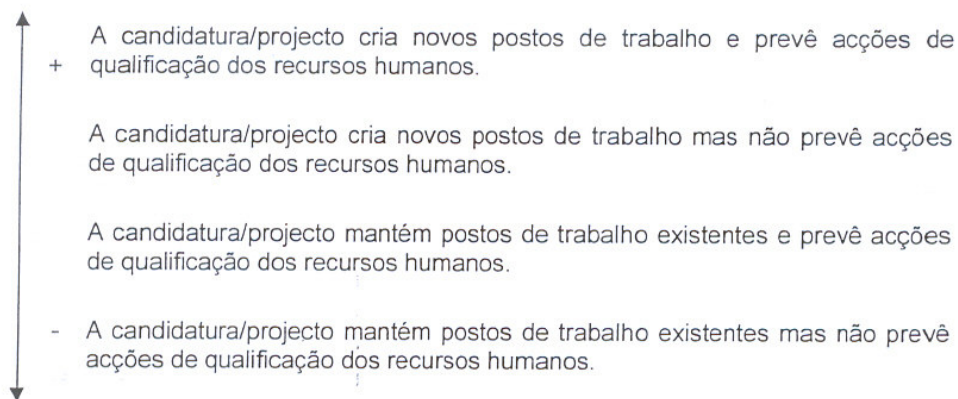 A candidatura/projecto cria novos postos de trabalho e prevê acções de
+ qualificação dos recursos humanos.
A candidatura/projecto cria novos postos de trabalho mas não prevê acções
de qualificação dos recursos humanos.
A candidatura/projecto mantém postos de trabalho existentes e prevê acções
de qualificação dos recursos humanos.
- A candidatura/projecto mantém postos de trabalho existentes mas não prevê
acções de qualificação dos recursos humanos.